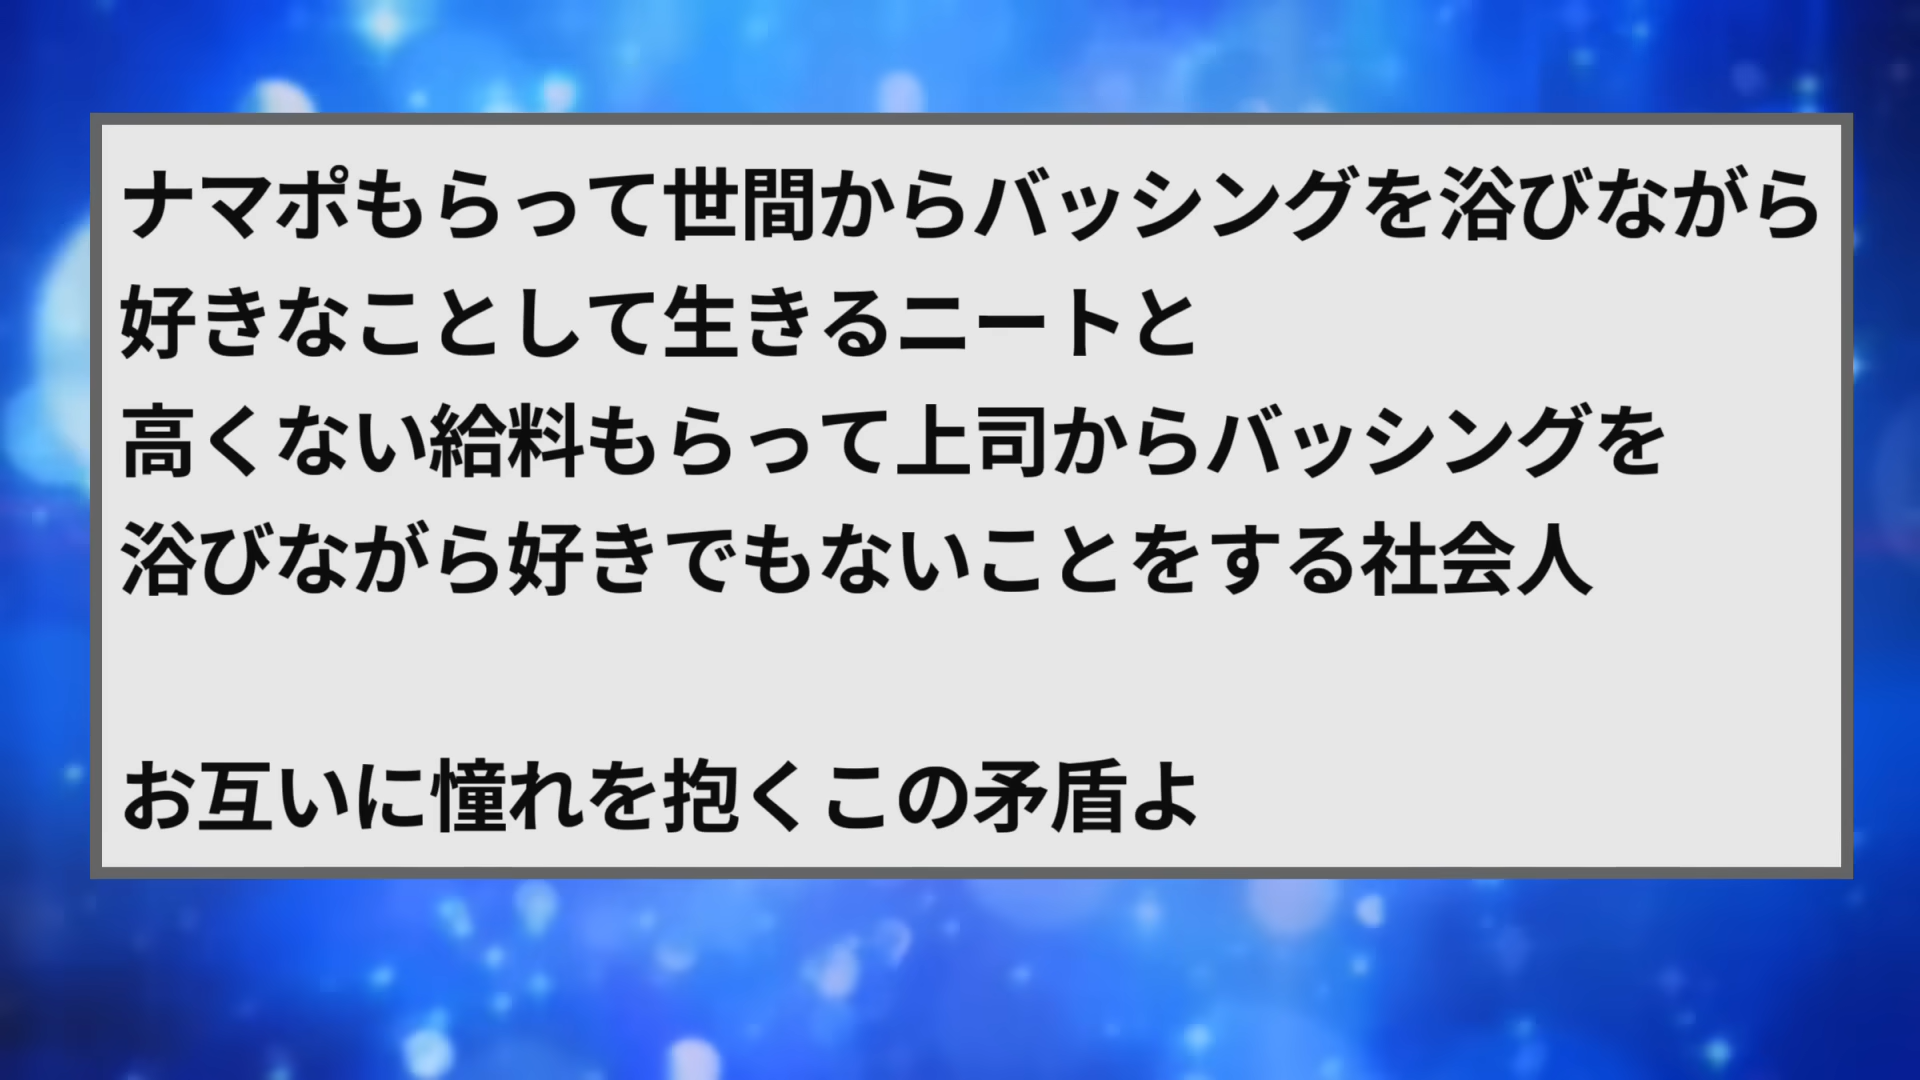 ナマポもらって世間からバッシングを浴びながら
好きなことして生きるニートと
高くない給料もらって上司からバッシングを
浴びながら好きでもないことをする社会人
お互いに憧れを抱くこの矛盾よ